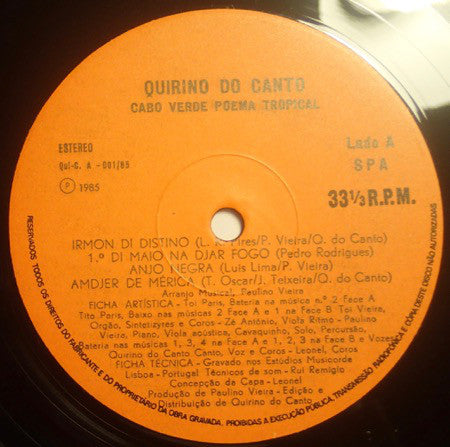 QUIRINO DO CANTO
CABO VERDE POEMA TROPICAL
ESTEREO
Lado A
Qui-C. A - 001/85
SPA
Ⓟ 1985
33⅓ R.P.M.
IRMON DI DISTINO (L. Pires/P. Vieira/Q. do Canto)
1.º DI MAIO NA DJAR FOGO (Pedro Rodrigues)
ANJO NEGRA (Luis Lima/P. Vieira)
AMDJER DE MÉRICA (T. Oscar/J. Teixeira/Q. do Canto)
Arranjo Musical, Paulino Vieira
FICHA ARTÍSTICA - Toi Paris, Bateria na música n.º 2 Face A
Tito Paris, Baixo nas músicas 2 Face A e 1 na Face B Toi Vieira,
Orgão, Sintetizyres e Coros - Zé António, Viola Ritmo - Paulino
Vieira, Piano, Viola acústica, Cavaquinho, Solo, Percursão,
Bateria nas músicas 1, 3, 4 na Face A e 1, 2, 3 na Face B e Vozes
Quirino do Canto Canto, Voz e Coros - Leonel, Coros
FICHA TÉCNICA - Gravado nos Estúdios Musicorde
Lisboa - Portugal Técnicos de som - Rui Remígio
Concepção da Capa - Leonel
Produção de Paulino Vieira - Edição e
Distribuição de Quirino do Canto.
RESERVADOS TODOS OS DIREITOS DO FABRICANTE E DO PROPRIETÁRIO DA OBRA GRAVADA. PROIBIDAS A EXECUÇÃO PÚBLICA, TRANSMISSÃO RADIOFÓNICA E CÓPIA DESTE DISCO NÃO AUTORIZADAS